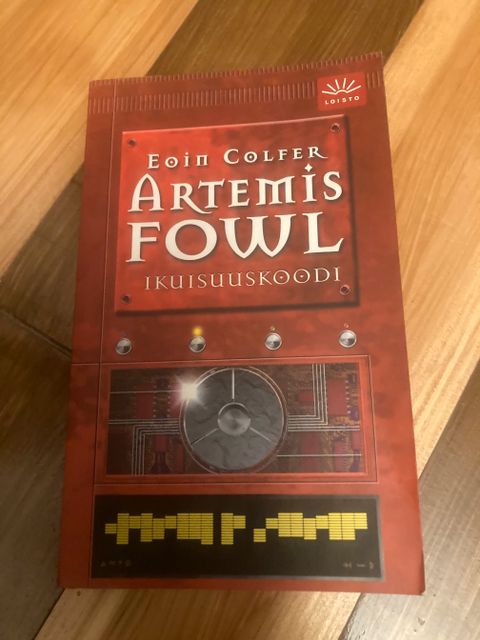 LOISTO
EOIN COLFER
ARTEMIS
FOWL
IKUISUUSKOODI